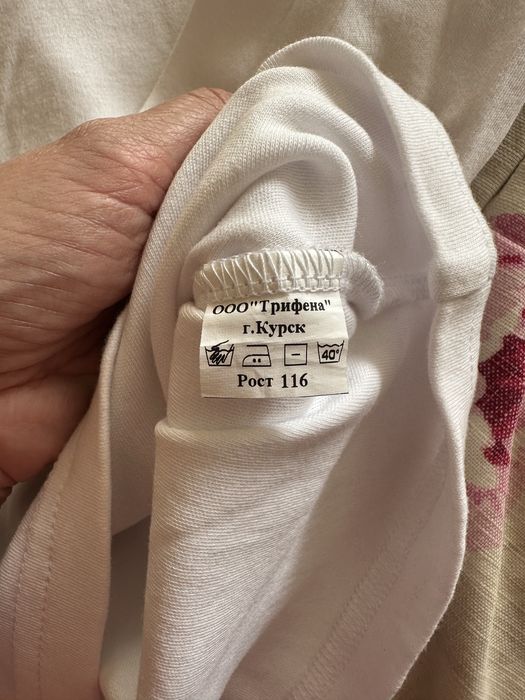 ООО"Трифена"
г.Курск
40°
Рост 116